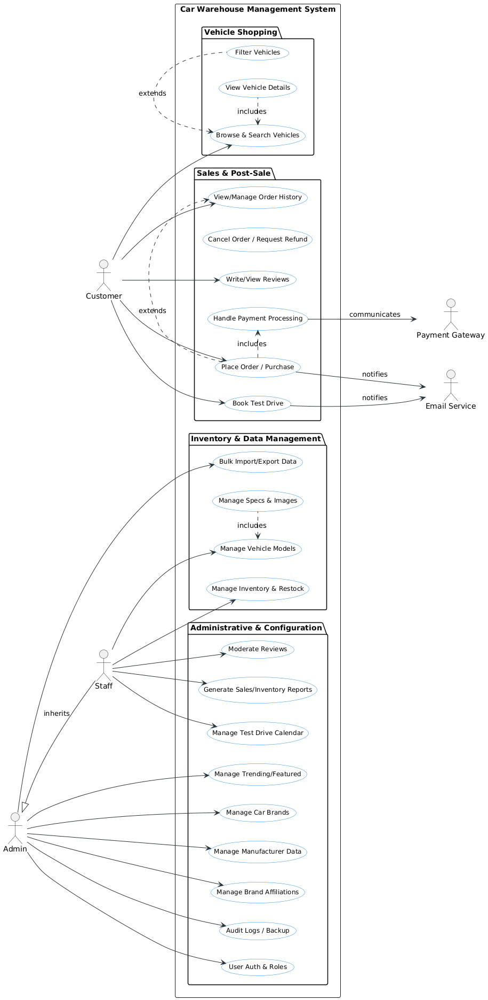 Car Warehouse Management System
Vehicle Shopping
Filter Vehicles
View Vehicle Details
extends
includes
Browse & Search Vehicles
Sales & Post-Sale
View/Manage Order History
Cancel Order / Request Refund
Write/View Reviews
Customer
extends
Handle Payment Processing
communicates
Payment Gateway
includes
Place Order / Purchase
notifies
Book Test Drive
notifies
Email Service
Inventory & Data Management
Bulk Import/Export Data
Manage Specs & Images
includes
Manage Vehicle Models
Manage Inventory & Restock
Administrative & Configuration
Moderate Reviews
Staff
Generate Sales/Inventory Reports
inherits
Manage Test Drive Calendar
Manage Trending/Featured
Manage Car Brands
Admin
Manage Manufacturer Data
Manage Brand Affiliations
Audit Logs / Backup
User Auth & Roles